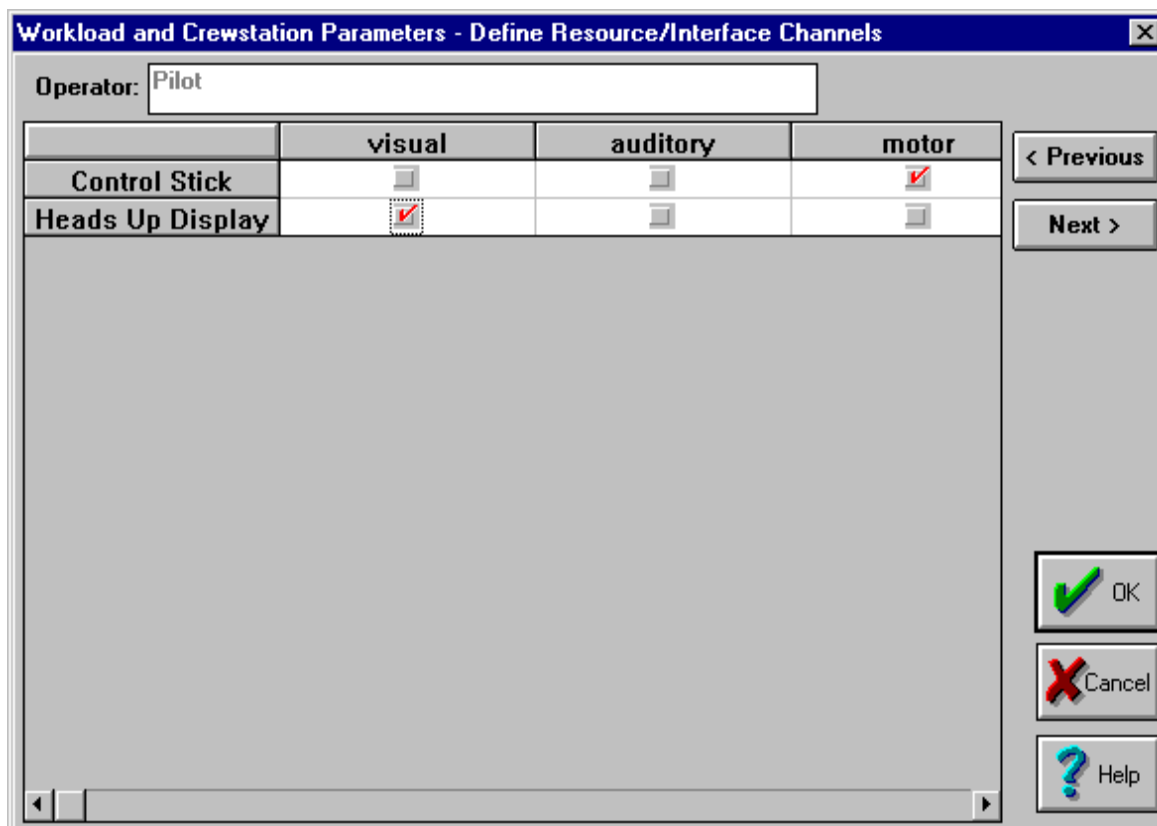 Workload and Crewstation Parameters - Define Resource/Interface Channels
Operator: Pilot
visual auditory motor
< Previous
Control Stick
Heads Up Display
Next >
OK
Cancel
Help